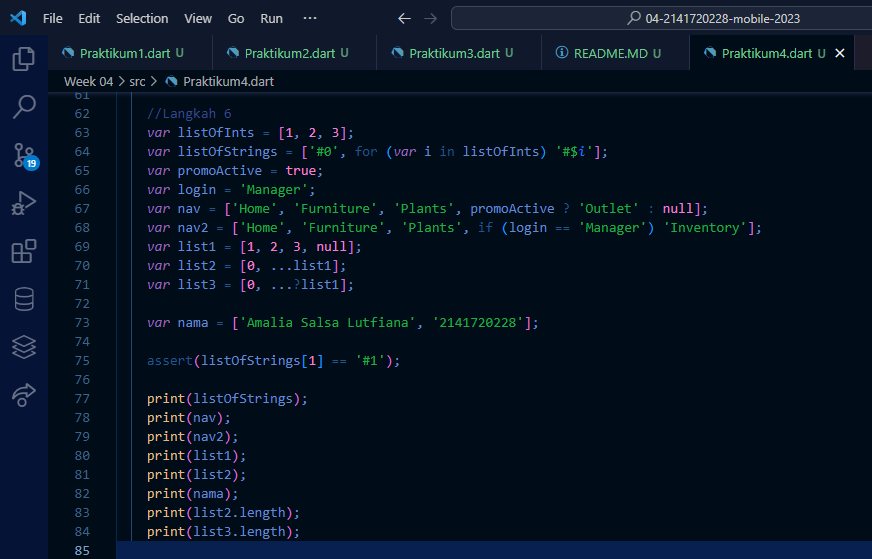 File Edit Selection View Go Run ··· ← → 04-2141720228-mobile-2023
Praktikum1.dart U Praktikum2.dart U Praktikum3.dart U README.MD U Praktikum4.dart U
Week 04 > src > Praktikum4.dart
61
62 //Langkah 6
63 var listOfInts = [1, 2, 3];
64 var listOfStrings = ['#0', for (var i in listOfInts) '#$i'];
65 var promoActive = true;
66 var login = 'Manager';
67 var nav = ['Home', 'Furniture', 'Plants', promoActive ? 'Outlet' : null];
68 var nav2 = ['Home', 'Furniture', 'Plants', if (login == 'Manager') 'Inventory'];
69 var list1 = [1, 2, 3, null];
70 var list2 = [0, ...list1];
71 var list3 = [0, ...?list1];
72
73 var nama = ['Amalia Salsa Lutfiana', '2141720228'];
74
75 assert(listOfStrings[1] == '#1');
76
77 print(listOfStrings);
78 print(nav);
79 print(nav2);
80 print(list1);
81 print(list2);
82 print(nama);
83 print(list2.length);
84 print(list3.length);
85
19